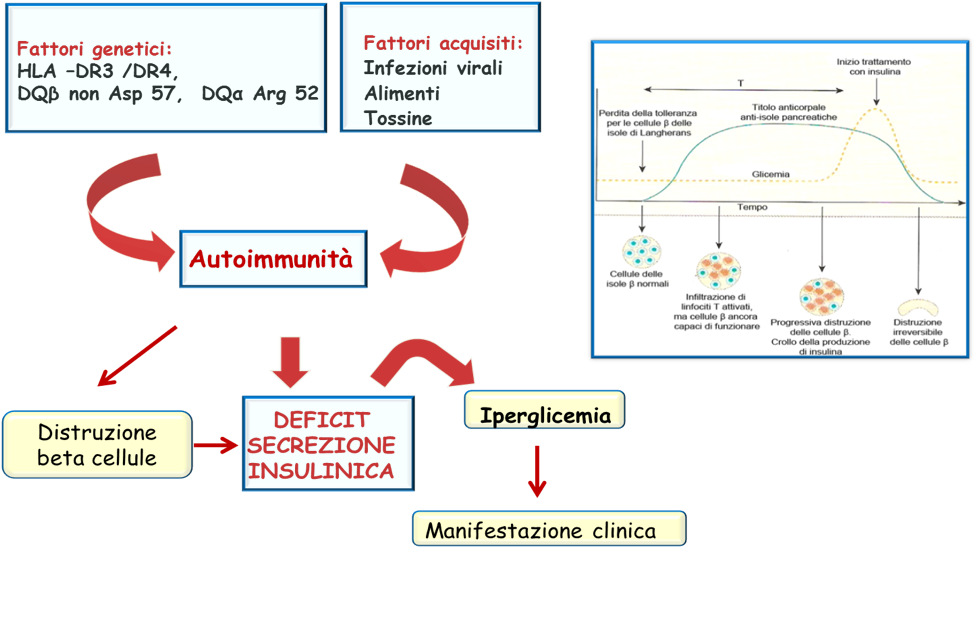 Fattori genetici:
HLA –DR3 /DR4,
DQβ non Asp 57, DQα Arg 52
Fattori acquisiti:
Infezioni virali
Alimenti
Tossine
Autoimmunità
Distruzione
beta cellule
DEFICIT
SECREZIONE
INSULINICA
Iperglicemia
Manifestazione clinica
Inizio trattamento
con insulina
T
Perdita della tolleranza
per le cellule β delle
isole di Langherans
Titolo anticorpale
anti-isole pancreatiche
Glicemia
Tempo
Cellule delle
isole β normali
Infiltrazione di
linfociti T attivati,
ma cellule β ancora
capaci di funzionare
Progressiva distruzione
delle cellule β.
Crollo della produzione
di insulina
Distruzione
irreversibile
delle cellule β